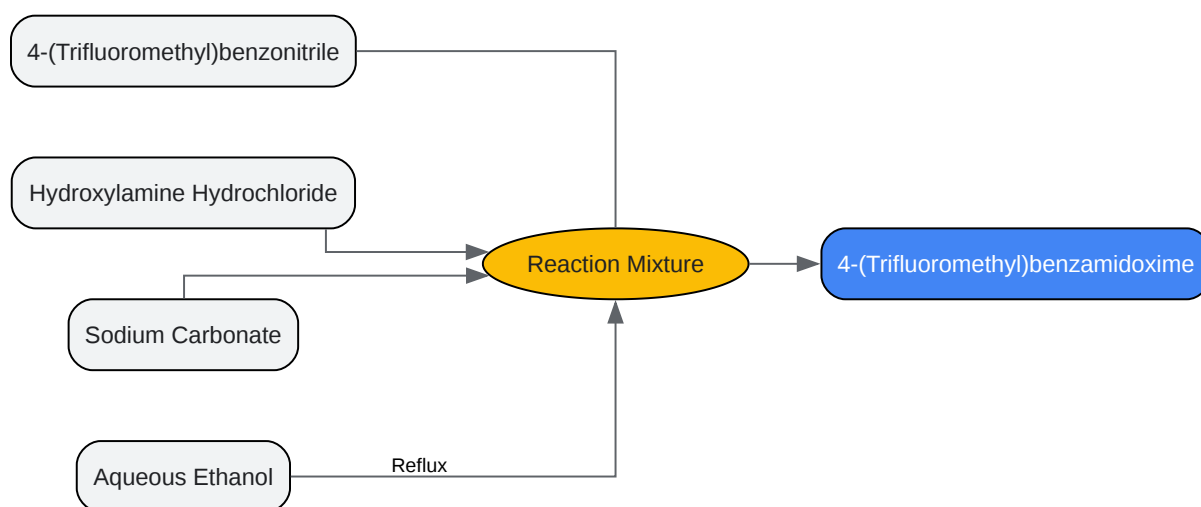 4-(Trifluoromethyl)benzonitrile
Hydroxylamine Hydrochloride
Reaction Mixture
4-(Trifluoromethyl)benzamidoxime
Sodium Carbonate
Aqueous Ethanol
Reflux